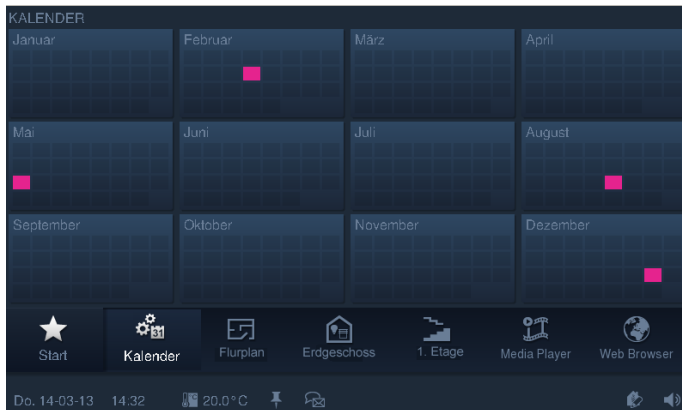 KALENDER
Januar Februar März April
Mai Juni Juli August
September Oktober November Dezember
31
Start Kalender Flurplan Erdgeschoss 1. Etage Media Player Web Browser
Do. 14-03-13 14:32 20.0°C